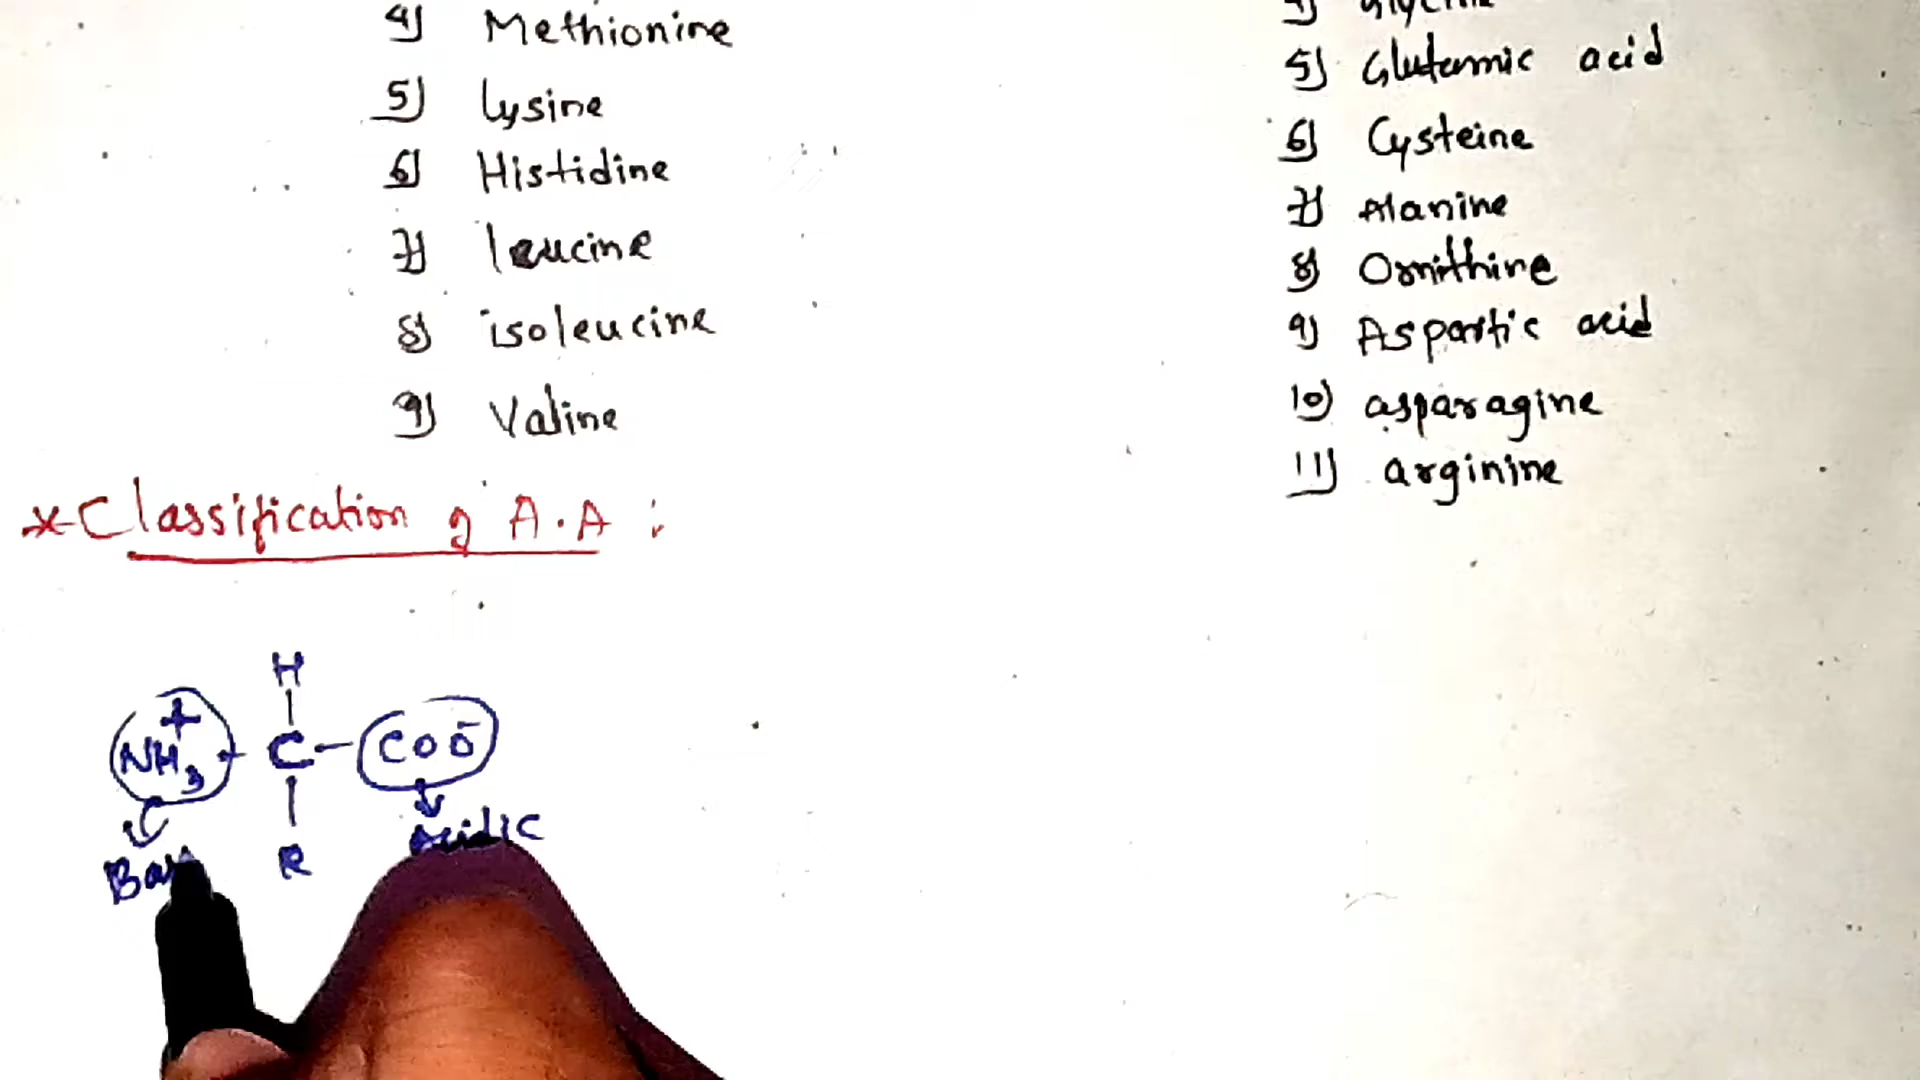 4) Methionine
5) Lysine
6) Histidine
7) leucine
8) isoleucine
9) Valine
5) Glutamic acid
6) Cysteine
7) Alanine
8) Ornithine
9) Aspartic acid
10) asparagine
11) arginine
* Classification of A.A :
H
NH3+ - C - COO-
Acidic
R